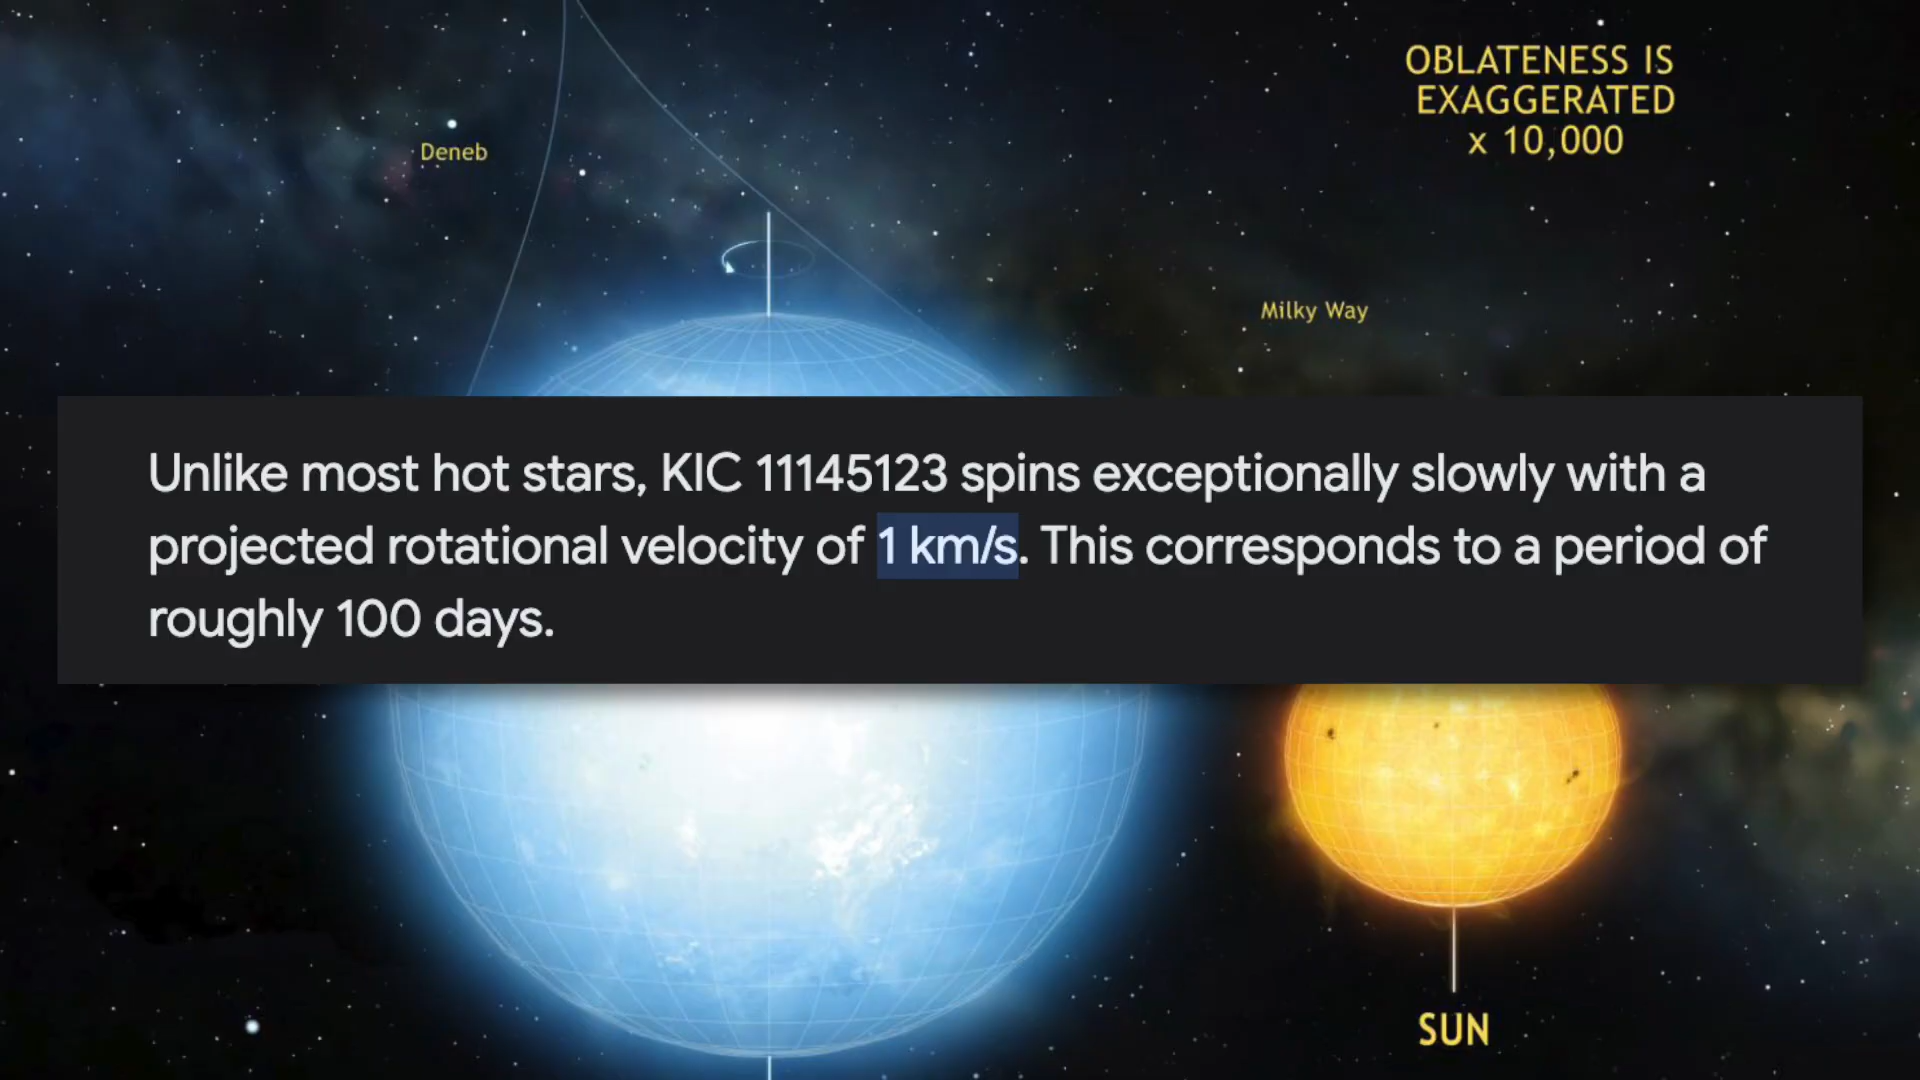 OBLATENESS IS
EXAGGERATED
x 10,000
Deneb
Milky Way
Unlike most hot stars, KIC 11145123 spins exceptionally slowly with a
projected rotational velocity of 1 km/s. This corresponds to a period of
roughly 100 days.
SUN